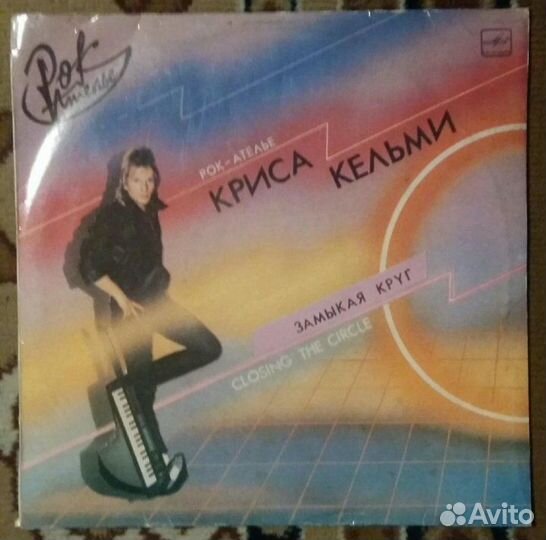 Рок
Ателье
РОК-АТЕЛЬЕ
КРИСА
КЕЛЬМИ
ЗАМЫКАЯ КРУГ
CLOSING THE CIRCLE
Avito